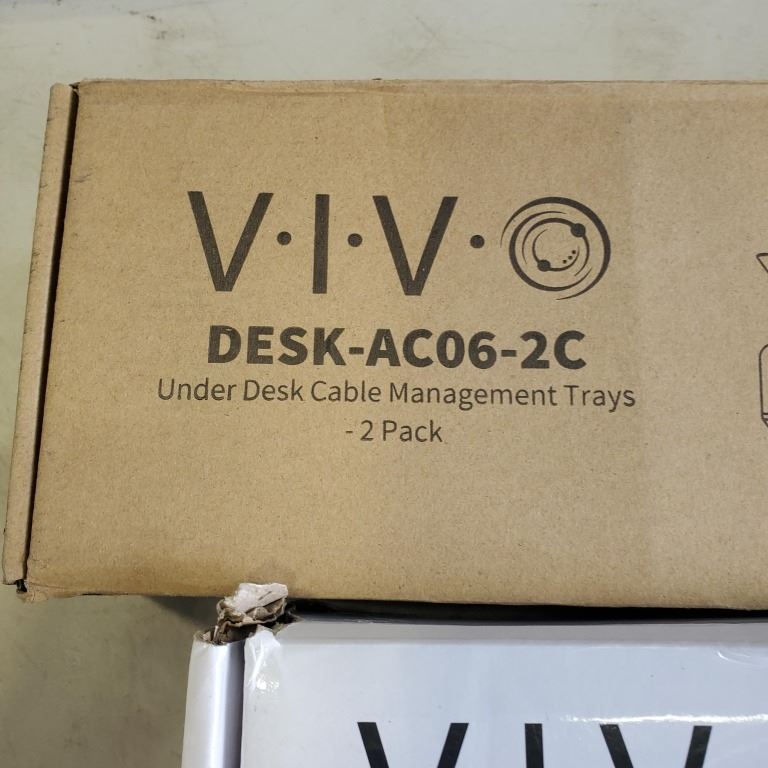 V·I·V·O
DESK-AC06-2C
Under Desk Cable Management Trays
- 2 Pack
V I V